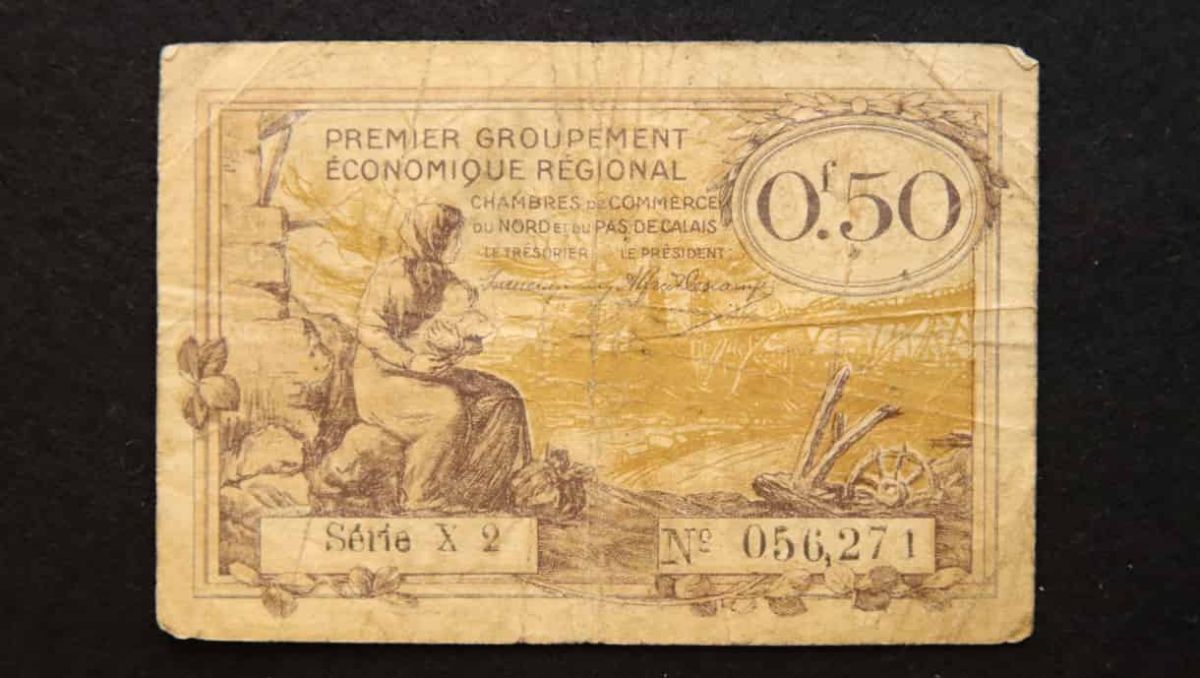 PREMIER GROUPEMENT
ÉCONOMIQUE RÉGIONAL
0f.50
CHAMBRES DE COMMERCE
DU NORD ET DU PAS DE CALAIS
LE TRÉSORIER LE PRÉSIDENT
Série X 2
Nº 056,271